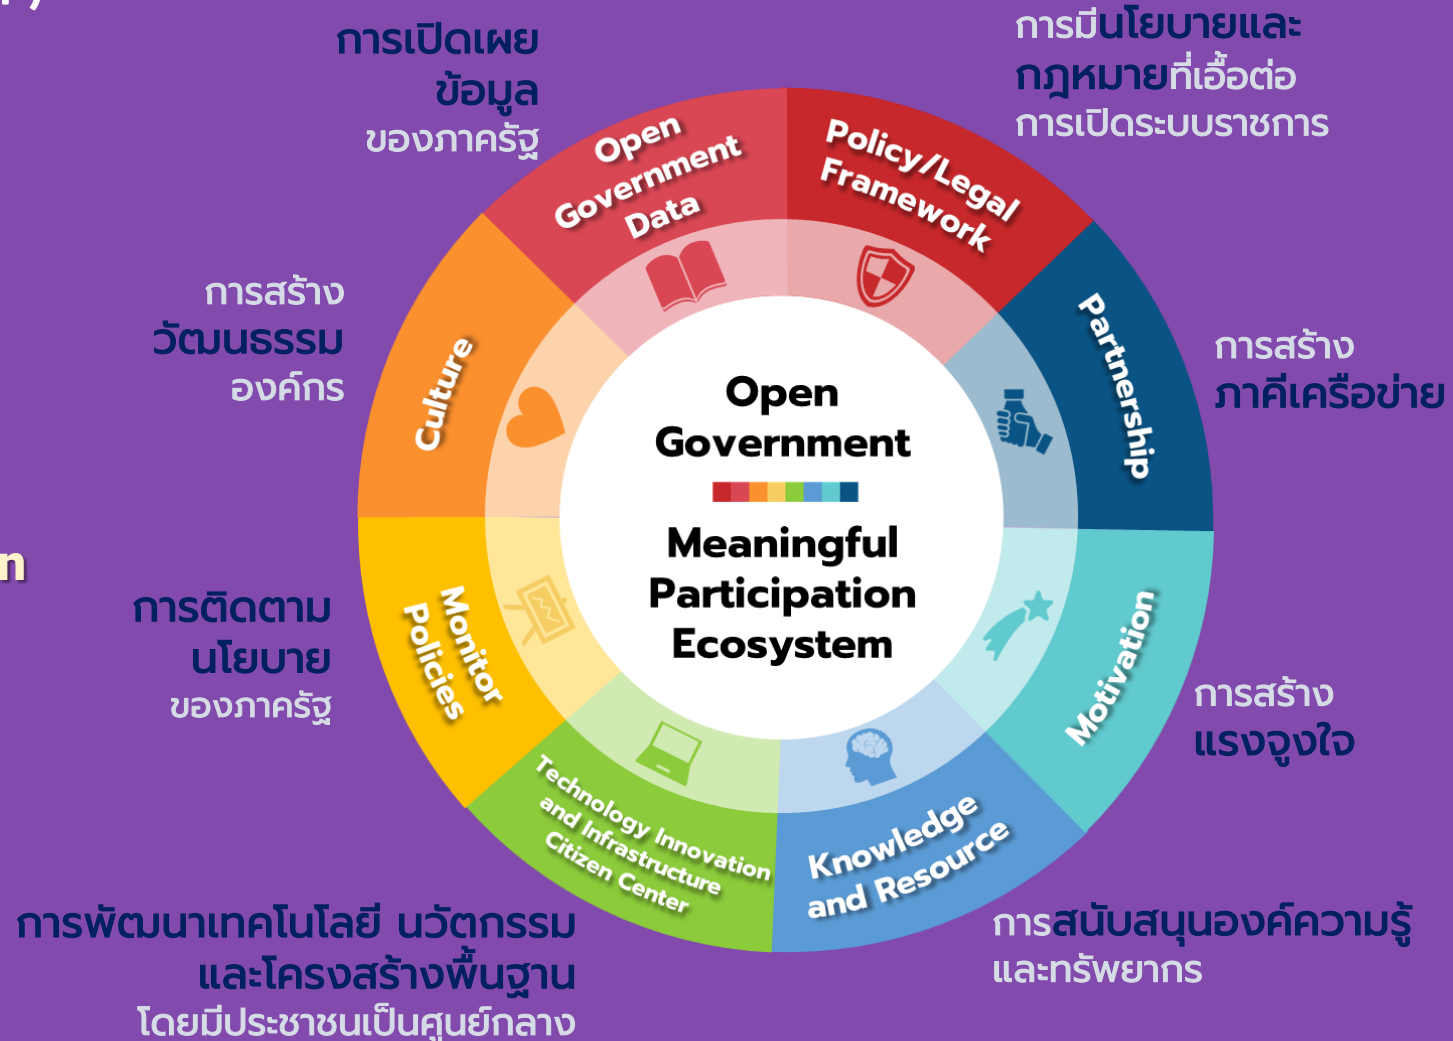 การเปิดเผย
ข้อมูล
ของภาครัฐ
การมีนโยบายและ
กฎหมายที่เอื้อต่อ
การเปิดระบบราชการ
Open
Government
Data
Policy/Legal
Framework
การสร้าง
วัฒนธรรม
องค์กร
Culture
Partnership
การสร้าง
ภาคีเครือข่าย
Open
Government
Meaningful
Participation
Ecosystem
n
การติดตาม
นโยบาย
ของภาครัฐ
Monitor
Policies
Motivation
การสร้าง
แรงจูงใจ
Technology Innovation
and Infrastructure
Citizen Center
Knowledge
and Resource
การพัฒนาเทคโนโลยี นวัตกรรม
และโครงสร้างพื้นฐาน
โดยมีประชาชนเป็นศูนย์กลาง
การสนับสนุนองค์ความรู้
และทรัพยากร